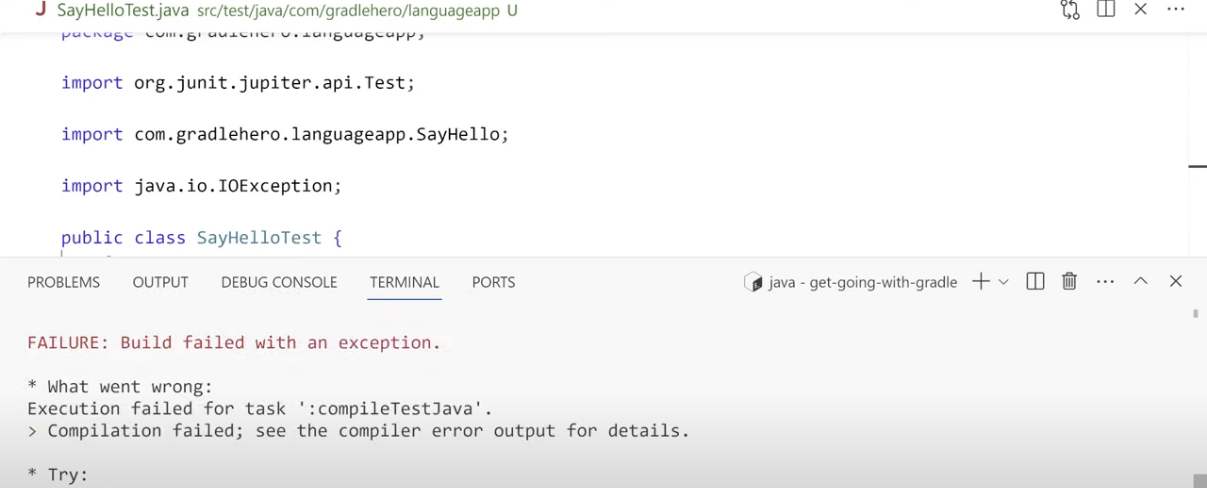 J SayHelloTest.java src/test/java/com/gradlehero/languageapp U
package com.gradlehero.languageapp;
import org.junit.jupiter.api.Test;
import com.gradlehero.languageapp.SayHello;
import java.io.IOException;
public class SayHelloTest {
PROBLEMS OUTPUT DEBUG CONSOLE TERMINAL PORTS java - get-going-with-gradle
FAILURE: Build failed with an exception.
* What went wrong:
Execution failed for task ':compileTestJava'.
> Compilation failed; see the compiler error output for details.
* Try: